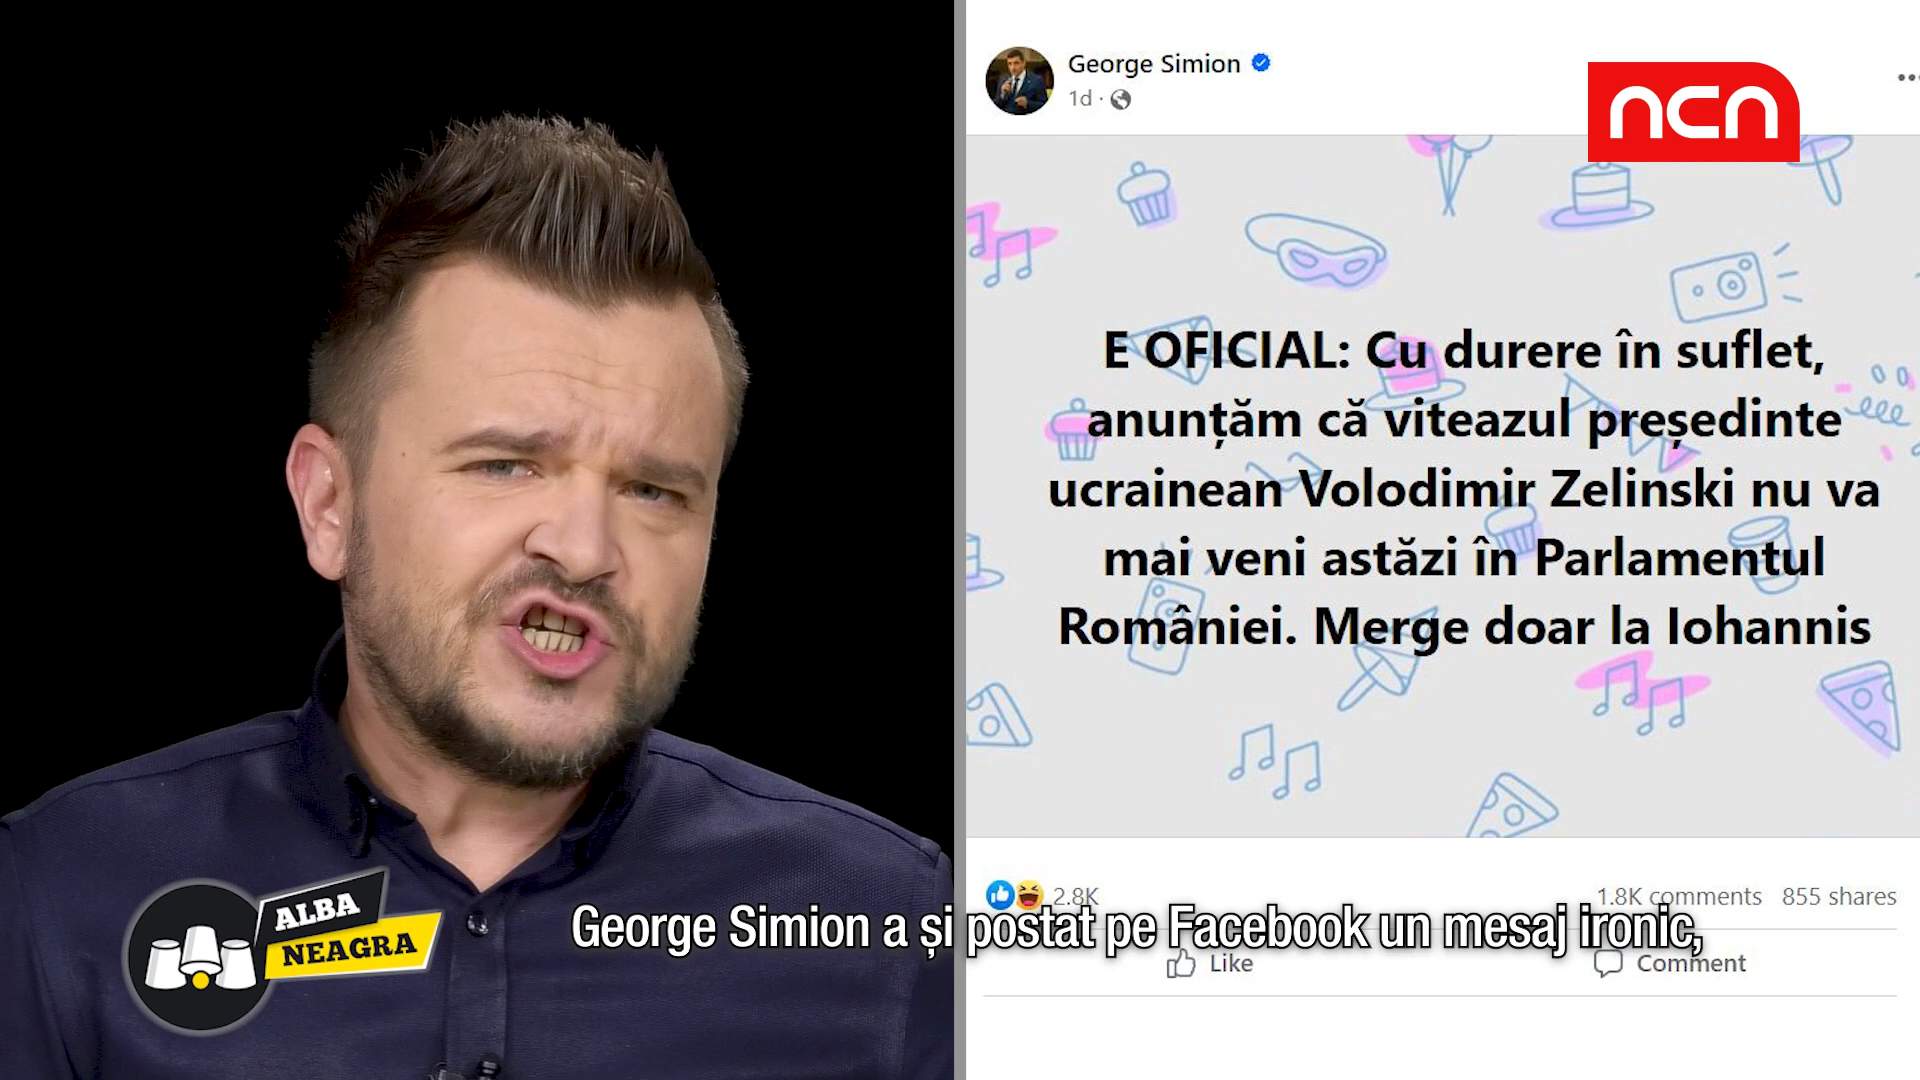 George Simion
1d ·
ncn
E OFICIAL: Cu durere în suflet,
anunțăm că viteazul președinte
ucrainean Volodimir Zelinski nu va
mai veni astăzi în Parlamentul
României. Merge doar la Iohannis
2.8K
1.8K comments 855 shares
Like
Comment
ALBA
NEAGRA
George Simion a și postat pe Facebook un mesaj ironic,